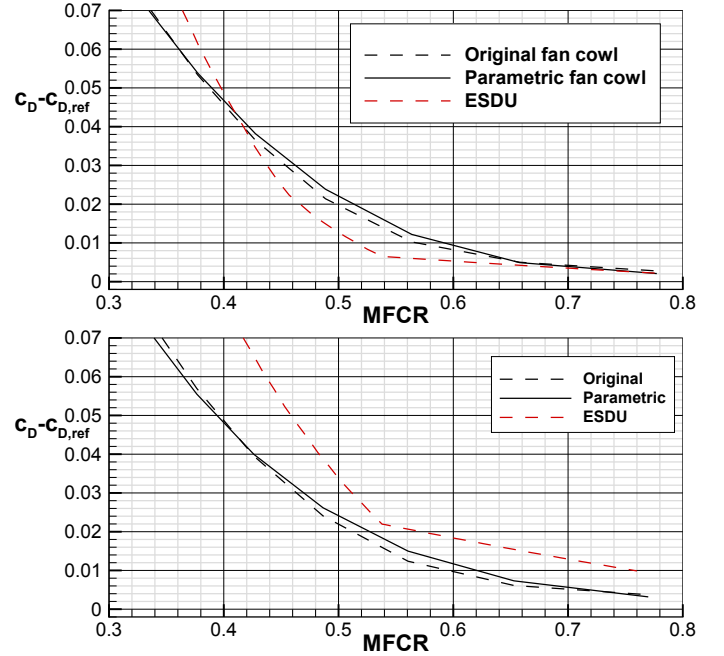 0.07
0.06
0.05
c_D-c_D,ref
0.04
0.03
0.02
0.01
0
Original fan cowl
Parametric fan cowl
ESDU
0.3 0.4 0.5 0.6 0.7 0.8
MFCR
0.07
0.06
0.05
c_D-c_D,ref
0.04
0.03
0.02
0.01
0
Original
Parametric
ESDU
0.3 0.4 0.5 0.6 0.7 0.8
MFCR